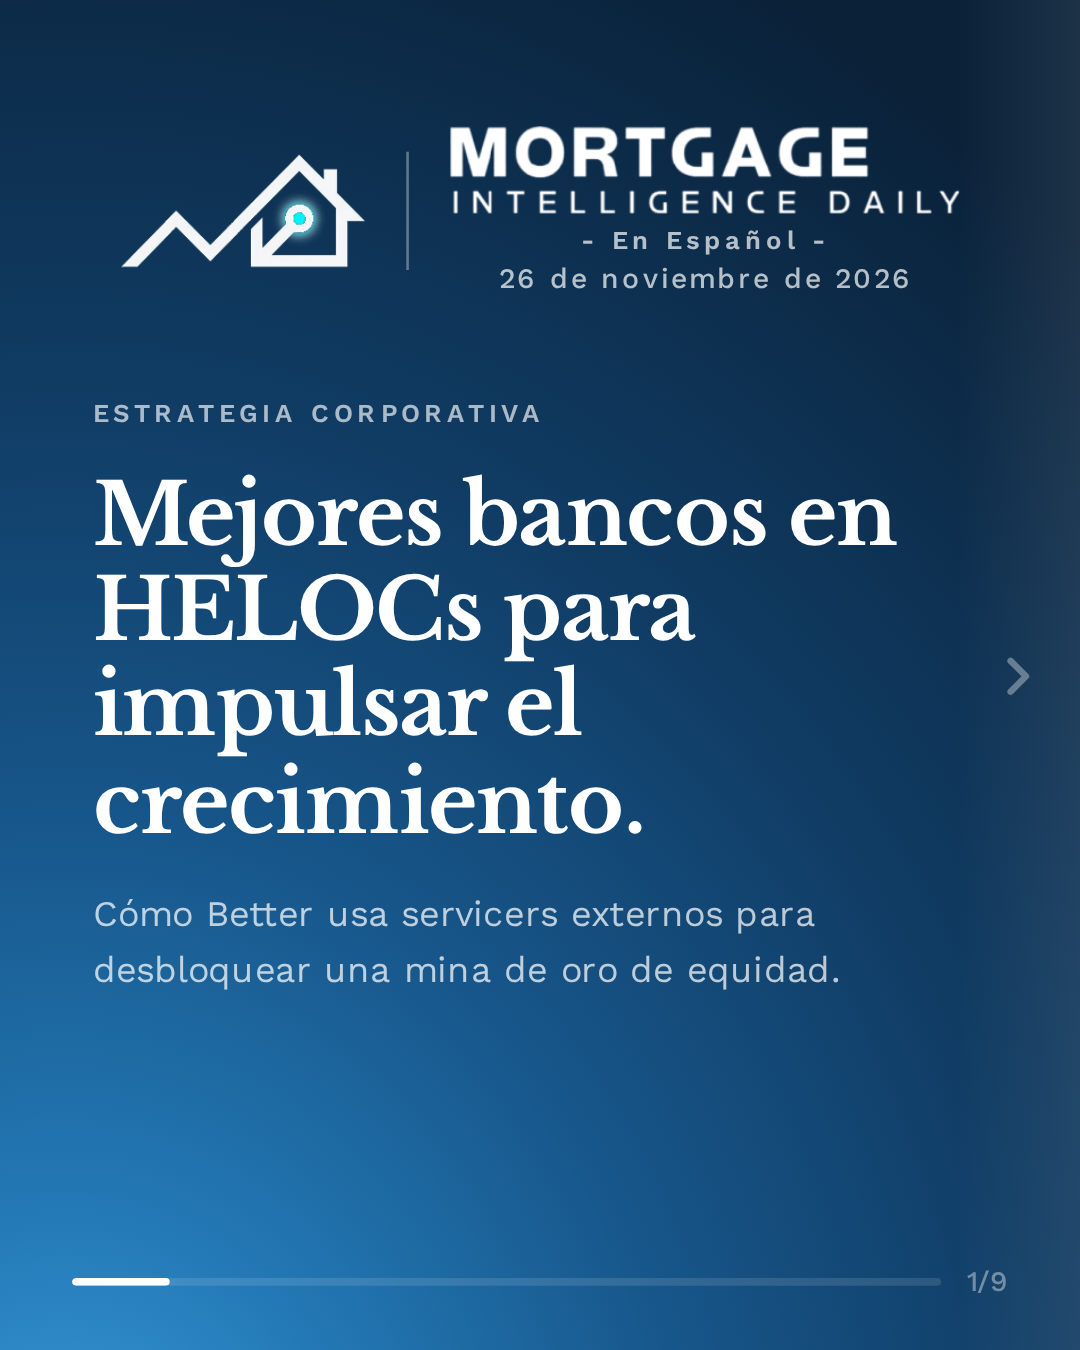 MORTGAGE
INTELLIGENCE DAILY
- En Español -
26 de noviembre de 2026
ESTRATEGIA CORPORATIVA
Mejores bancos en
HELOCs para
impulsar el
crecimiento.
Cómo Better usa servicers externos para
desbloquear una mina de oro de equidad.
1/9